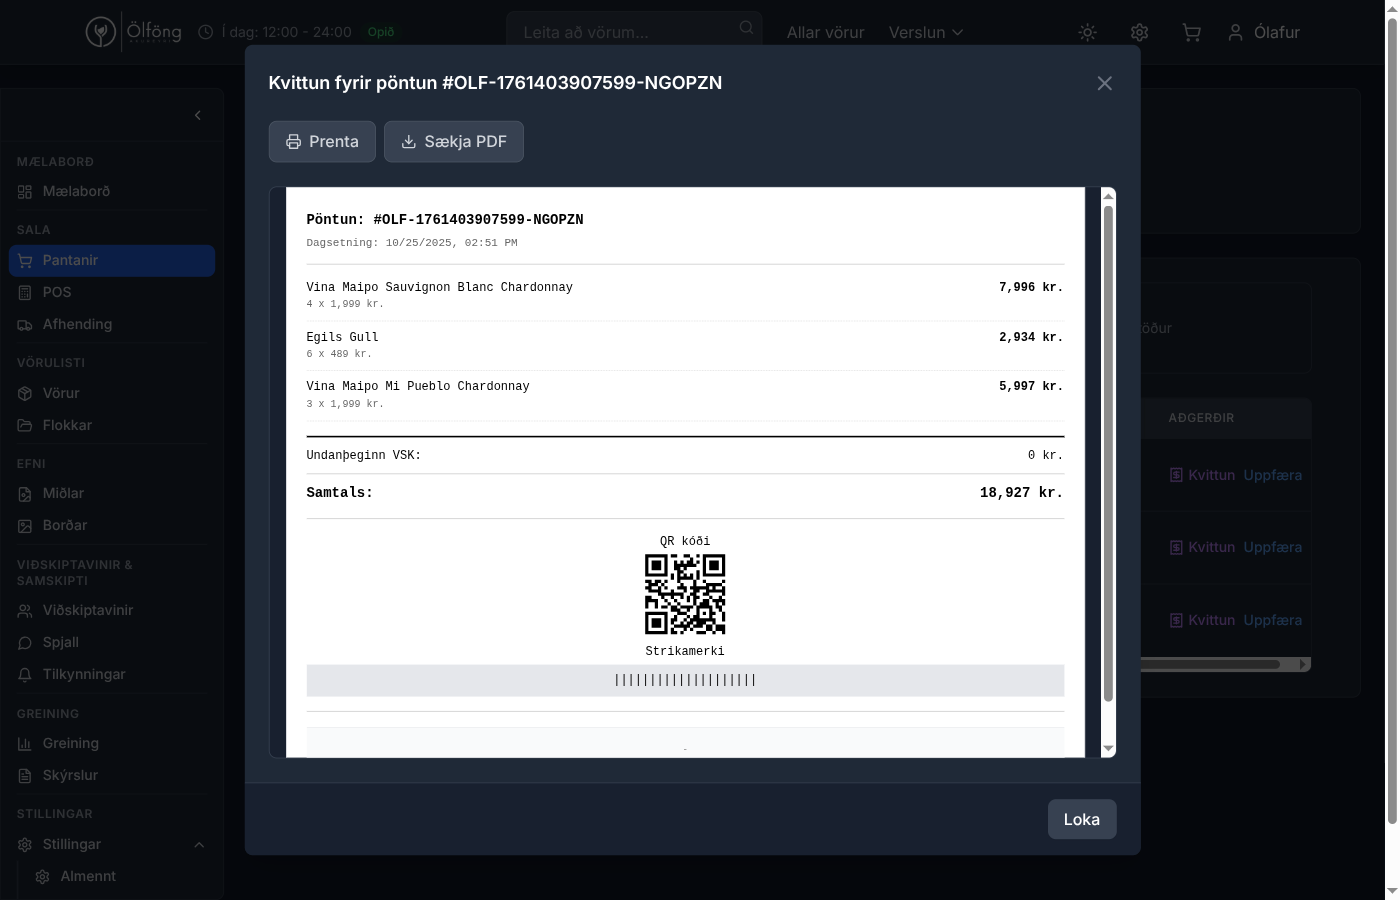 Ölföng
Í dag: 12:00 - 24:00
Opið
Leita að vörum...
Allar vörur
Verslun
Ólafur
Kvittun fyrir pöntun #OLF-1761403907599-NGOPZN
Prenta
Sækja PDF
MÆLABORÐ
Mælaborð
SALA
Pantanir
POS
Afhending
VÖRULISTI
Vörur
Flokkar
EFNI
Miðlar
Borðar
VIÐSKIPTAVINIR &
SAMSKIPTI
Viðskiptavinir
Spjall
Tilkynningar
GREINING
Greining
Skýrslur
STILLINGAR
Stillingar
Almennt
Pöntun: #OLF-1761403907599-NGOPZN
Dagsetning: 10/25/2025, 02:51 PM
Vina Maipo Sauvignon Blanc Chardonnay 7,996 kr.
4 x 1,999 kr.
Egils Gull 2,934 kr.
6 x 489 kr.
Vina Maipo Mi Pueblo Chardonnay 5,997 kr.
3 x 1,999 kr.
Undanþeginn VSK: 0 kr.
Samtals: 18,927 kr.
QR kóði
Strikamerki
||||||||||||||||||||
-
AÐGERÐIR
Kvittun Uppfæra
Kvittun Uppfæra
Kvittun Uppfæra
Loka